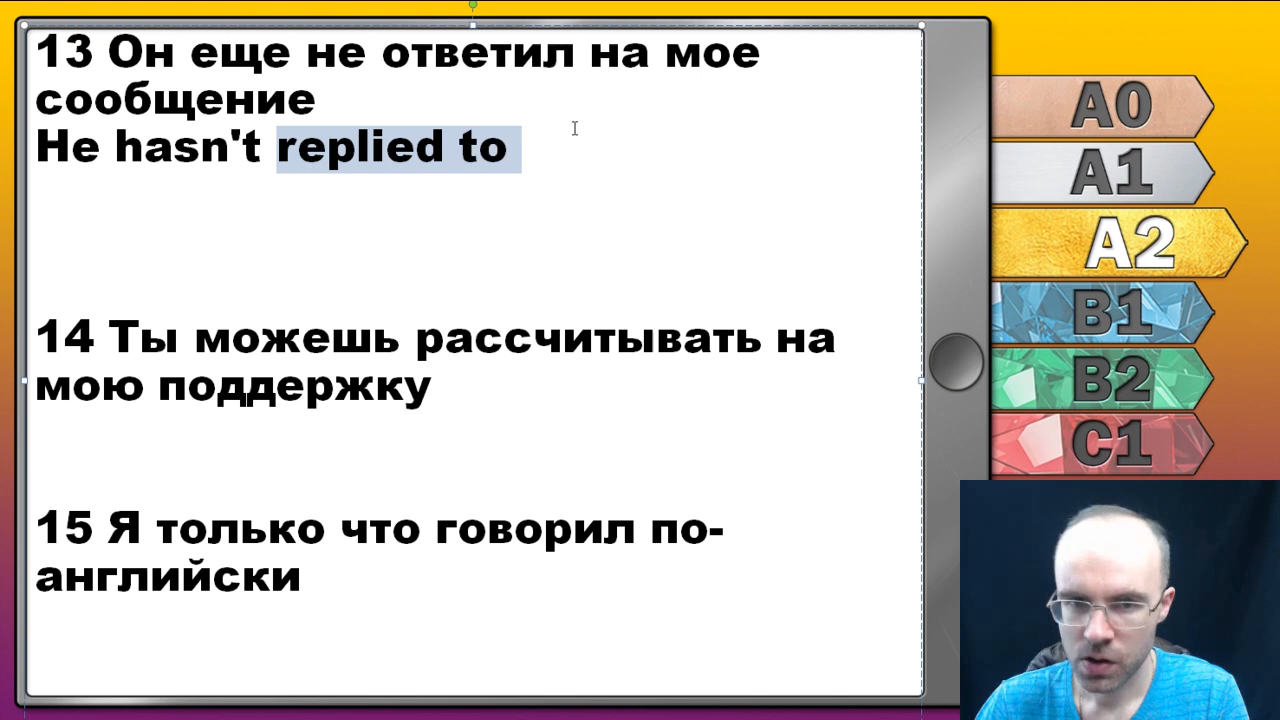 13 Он еще не ответил на мое
сообщение
He hasn't replied to
14 Ты можешь рассчитывать на
мою поддержку
15 Я только что говорил по-
английски
A0
A1
A2
B1
B2
C1